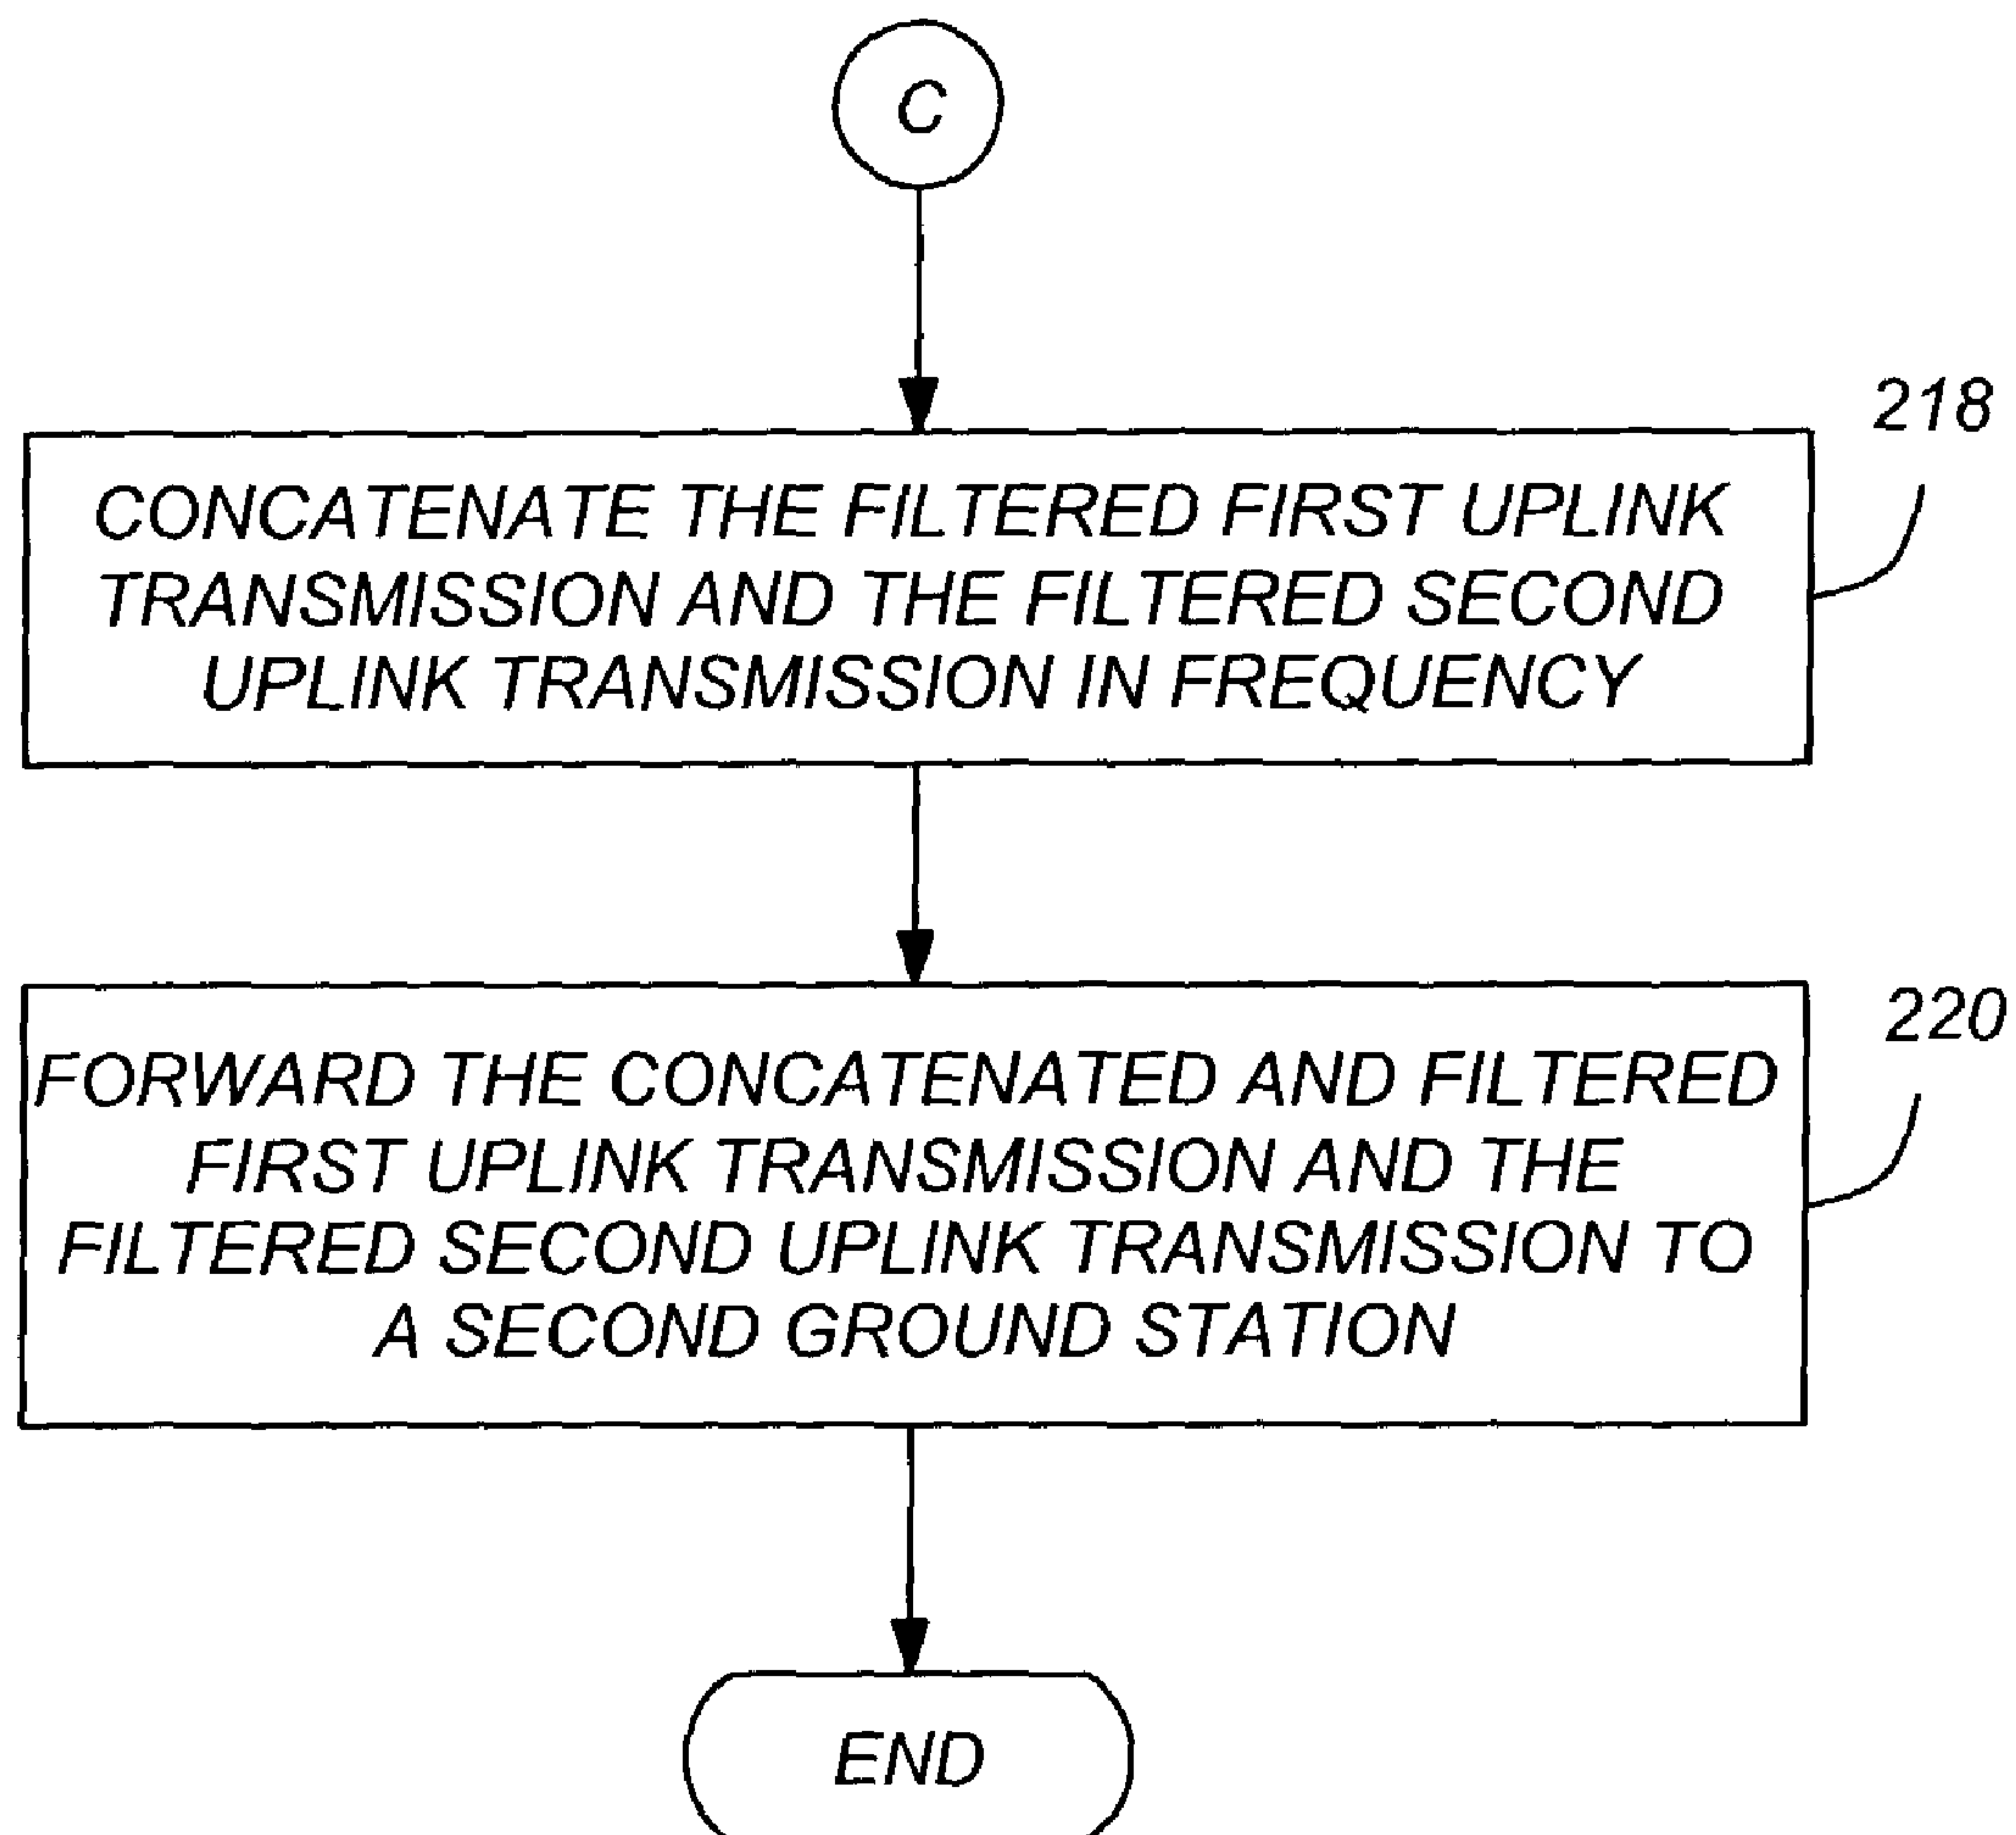 C
218
CONCATENATE THE FILTERED FIRST UPLINK
TRANSMISSION AND THE FILTERED SECOND
UPLINK TRANSMISSION IN FREQUENCY
220
FORWARD THE CONCATENATED AND FILTERED
FIRST UPLINK TRANSMISSION AND THE
FILTERED SECOND UPLINK TRANSMISSION TO
A SECOND GROUND STATION
END